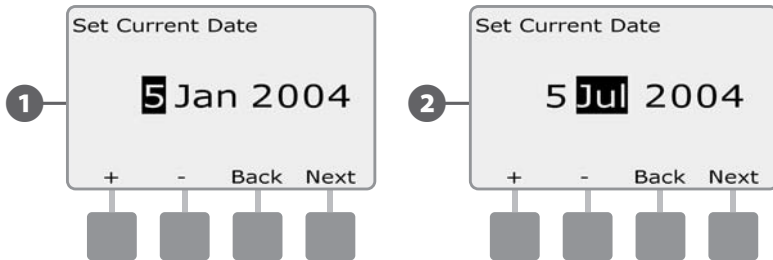 Set Current Date
1
5 Jan 2004
+ - Back Next
Set Current Date
2
5 Jul 2004
+ - Back Next